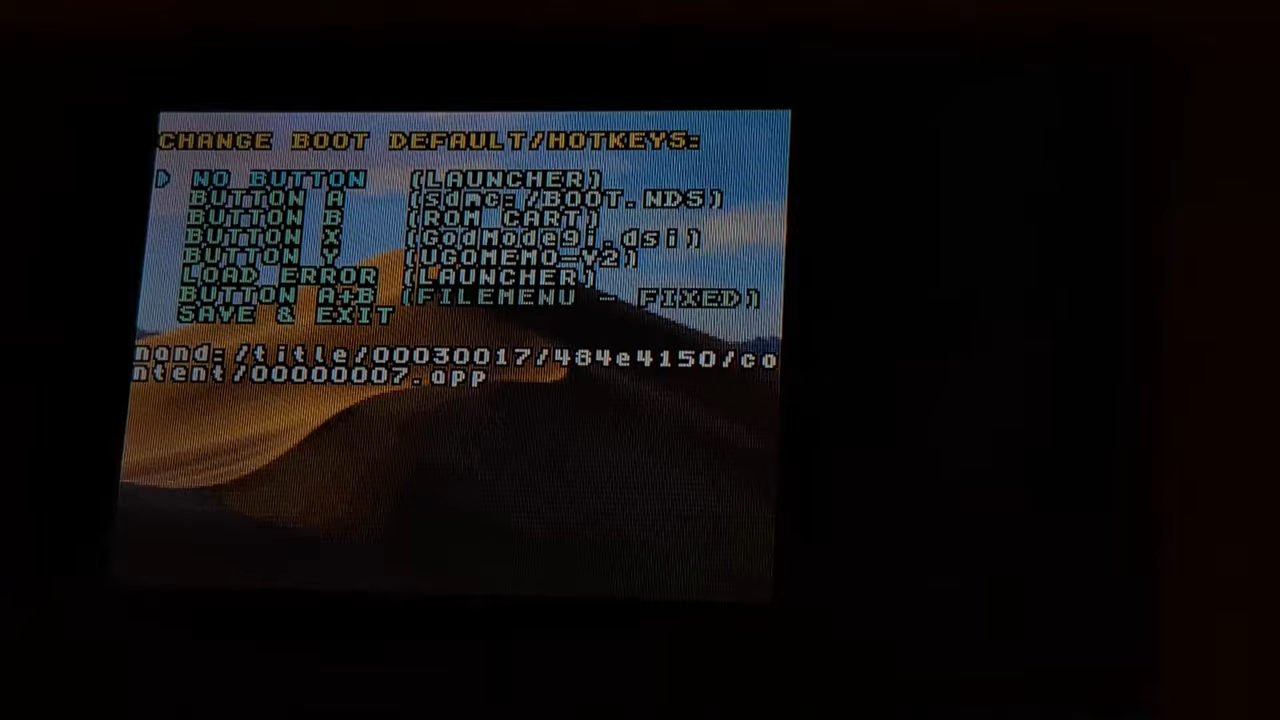 CHANGE BOOT DEFAULT/HOTKEYS:
NO BUTTON (LAUNCHER)
BUTTON A (sdmc:/BOOT.NDS)
BUTTON B (ROM CART)
BUTTON X (GodMode9i.dsi)
BUTTON Y (UGOMEMO-V2)
LOAD ERROR (LAUNCHER)
BUTTON A+B (FILEMENU - FIXED)
SAVE & EXIT
nand:/title/00030017/484e4150/co
ntent/00000007.app